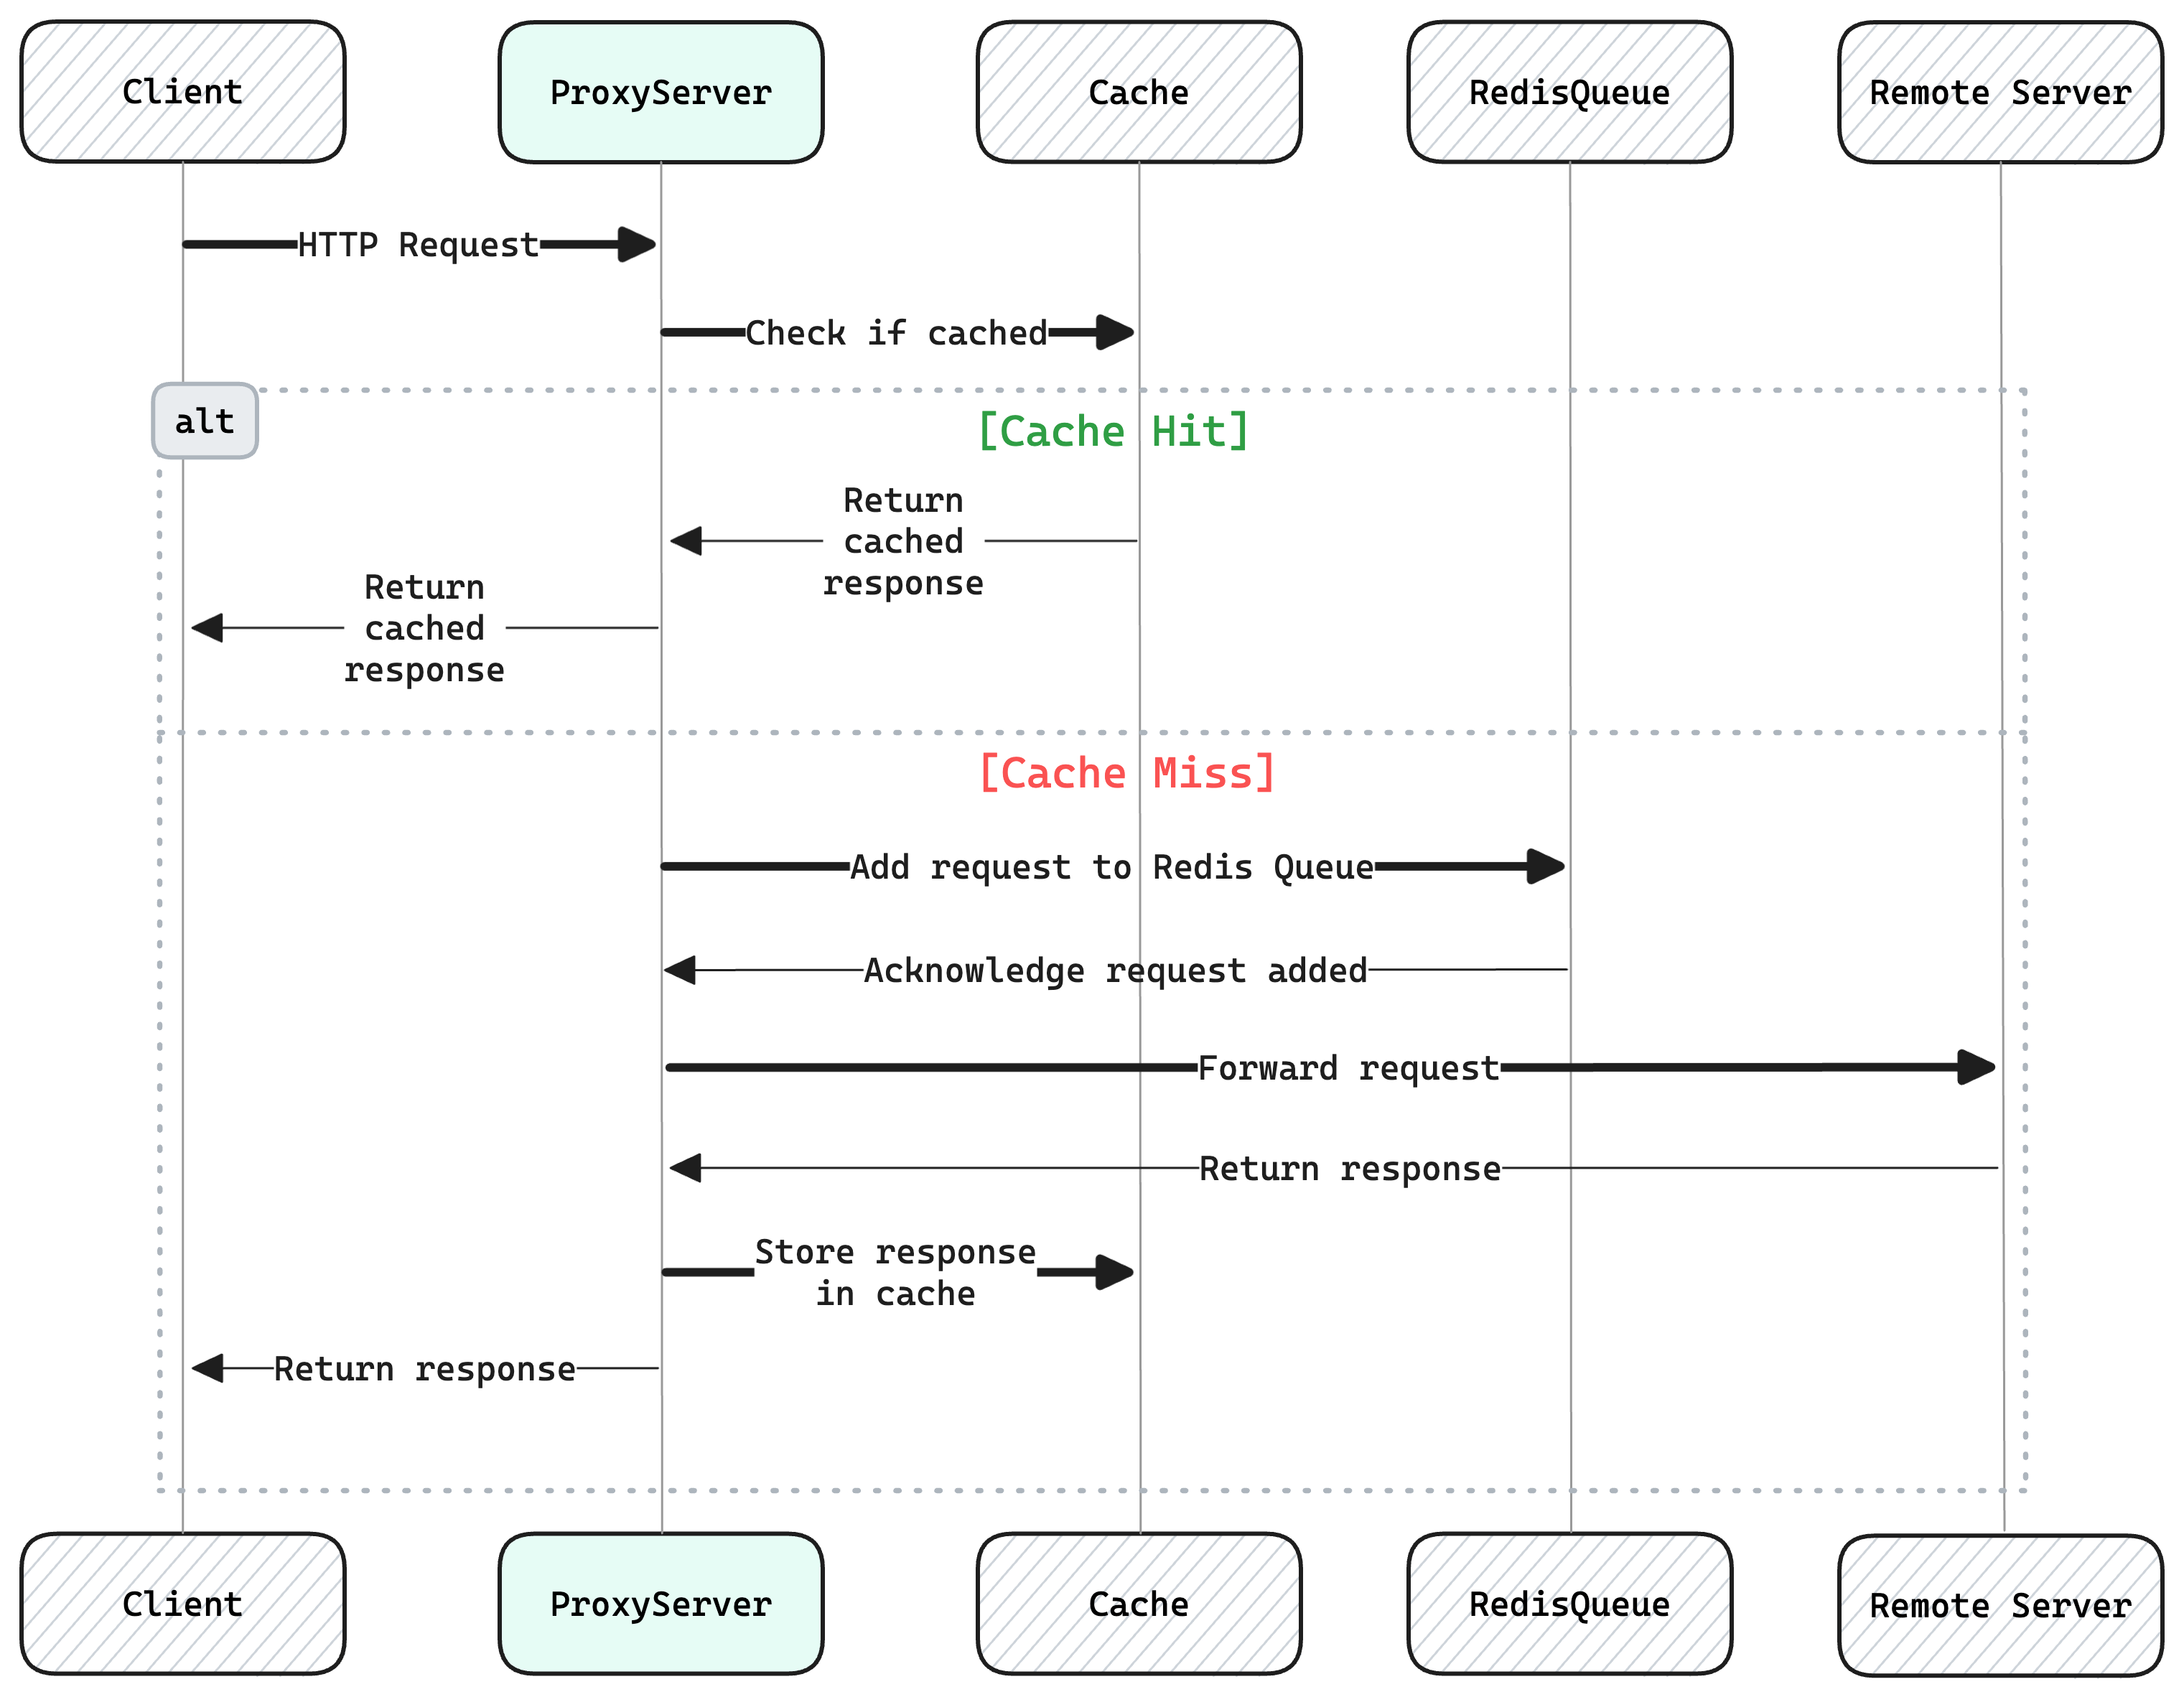 Client
ProxyServer
Cache
RedisQueue
Remote Server
HTTP Request
Check if cached
alt
[Cache Hit]
Return
cached
response
Return
cached
response
[Cache Miss]
Add request to Redis Queue
Acknowledge request added
Forward request
Return response
Store response
in cache
Return response
Client
ProxyServer
Cache
RedisQueue
Remote Server